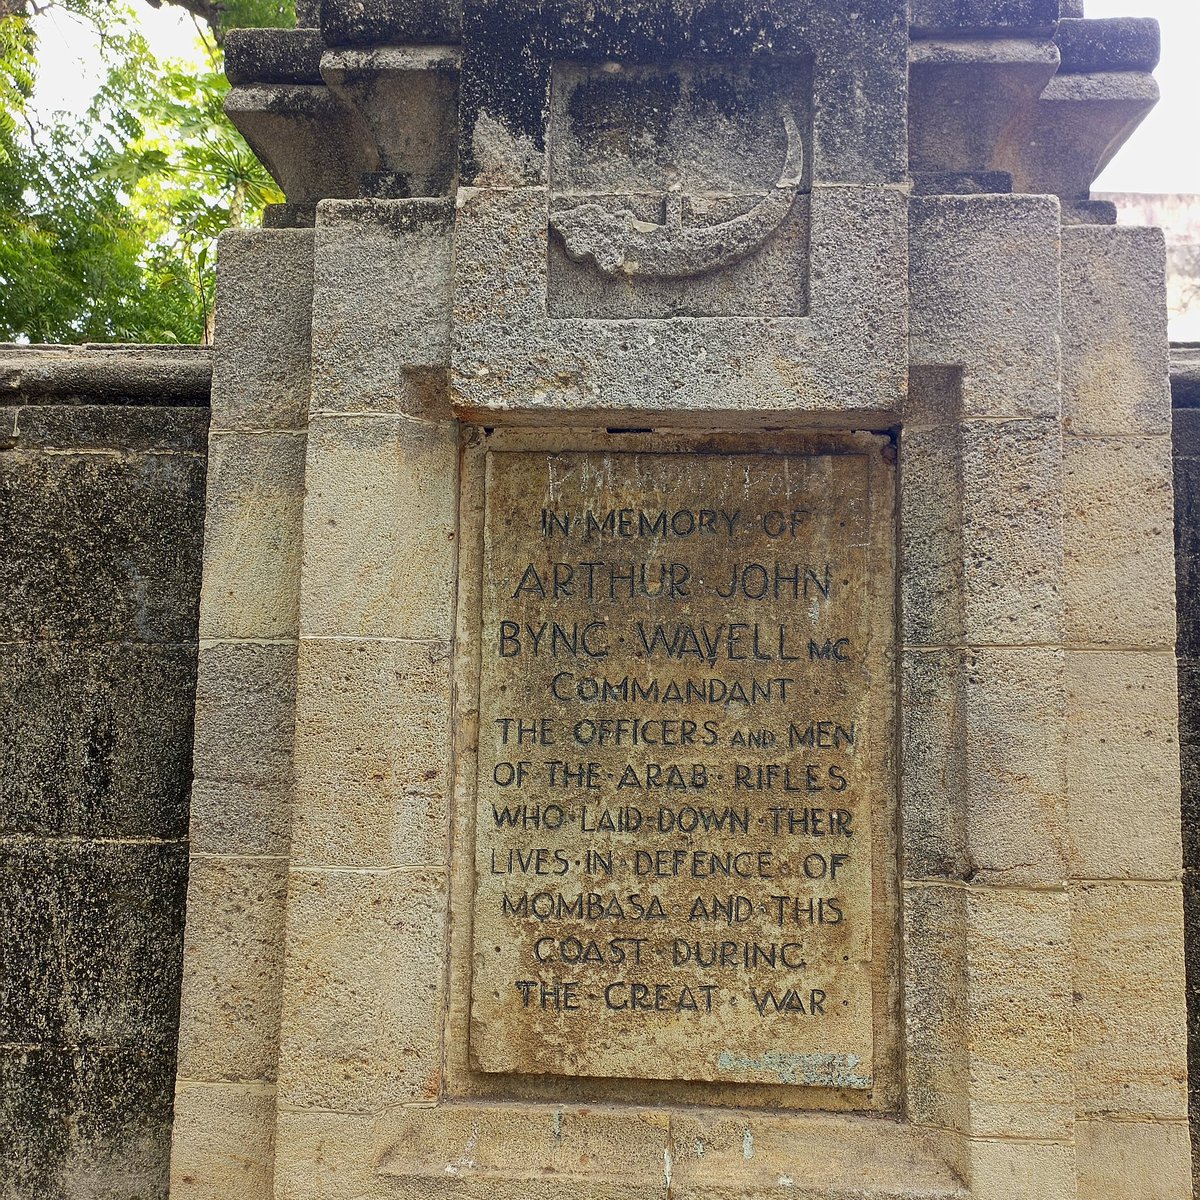 IN·MEMORY·OF·
ARTHUR·JOHN·
BYNG·WAVELL MC
·COMMANDANT·
THE OFFICERS AND MEN
OF·THE·ARAB·RIFLES
WHO·LAID·DOWN·THEIR
LIVES·IN·DEFENCE·OF
MOMBASA·AND·THIS
·COAST·DURING·
·THE·GREAT·WAR·